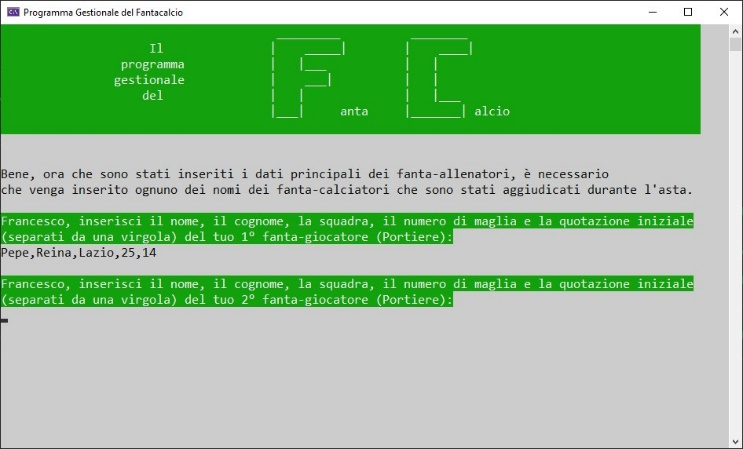 Programma Gestionale del Fantacalcio
Il
programma
gestionale
del
F
anta
C
alcio
Bene, ora che sono stati inseriti i dati principali dei fanta-allenatori, è necessario
che venga inserito ognuno dei nomi dei fanta-calciatori che sono stati aggiudicati durante l'asta.
Francesco, inserisci il nome, il cognome, la squadra, il numero di maglia e la quotazione iniziale
(separati da una virgola) del tuo 1° fanta-giocatore (Portiere):
Pepe,Reina,Lazio,25,14
Francesco, inserisci il nome, il cognome, la squadra, il numero di maglia e la quotazione iniziale
(separati da una virgola) del tuo 2° fanta-giocatore (Portiere):